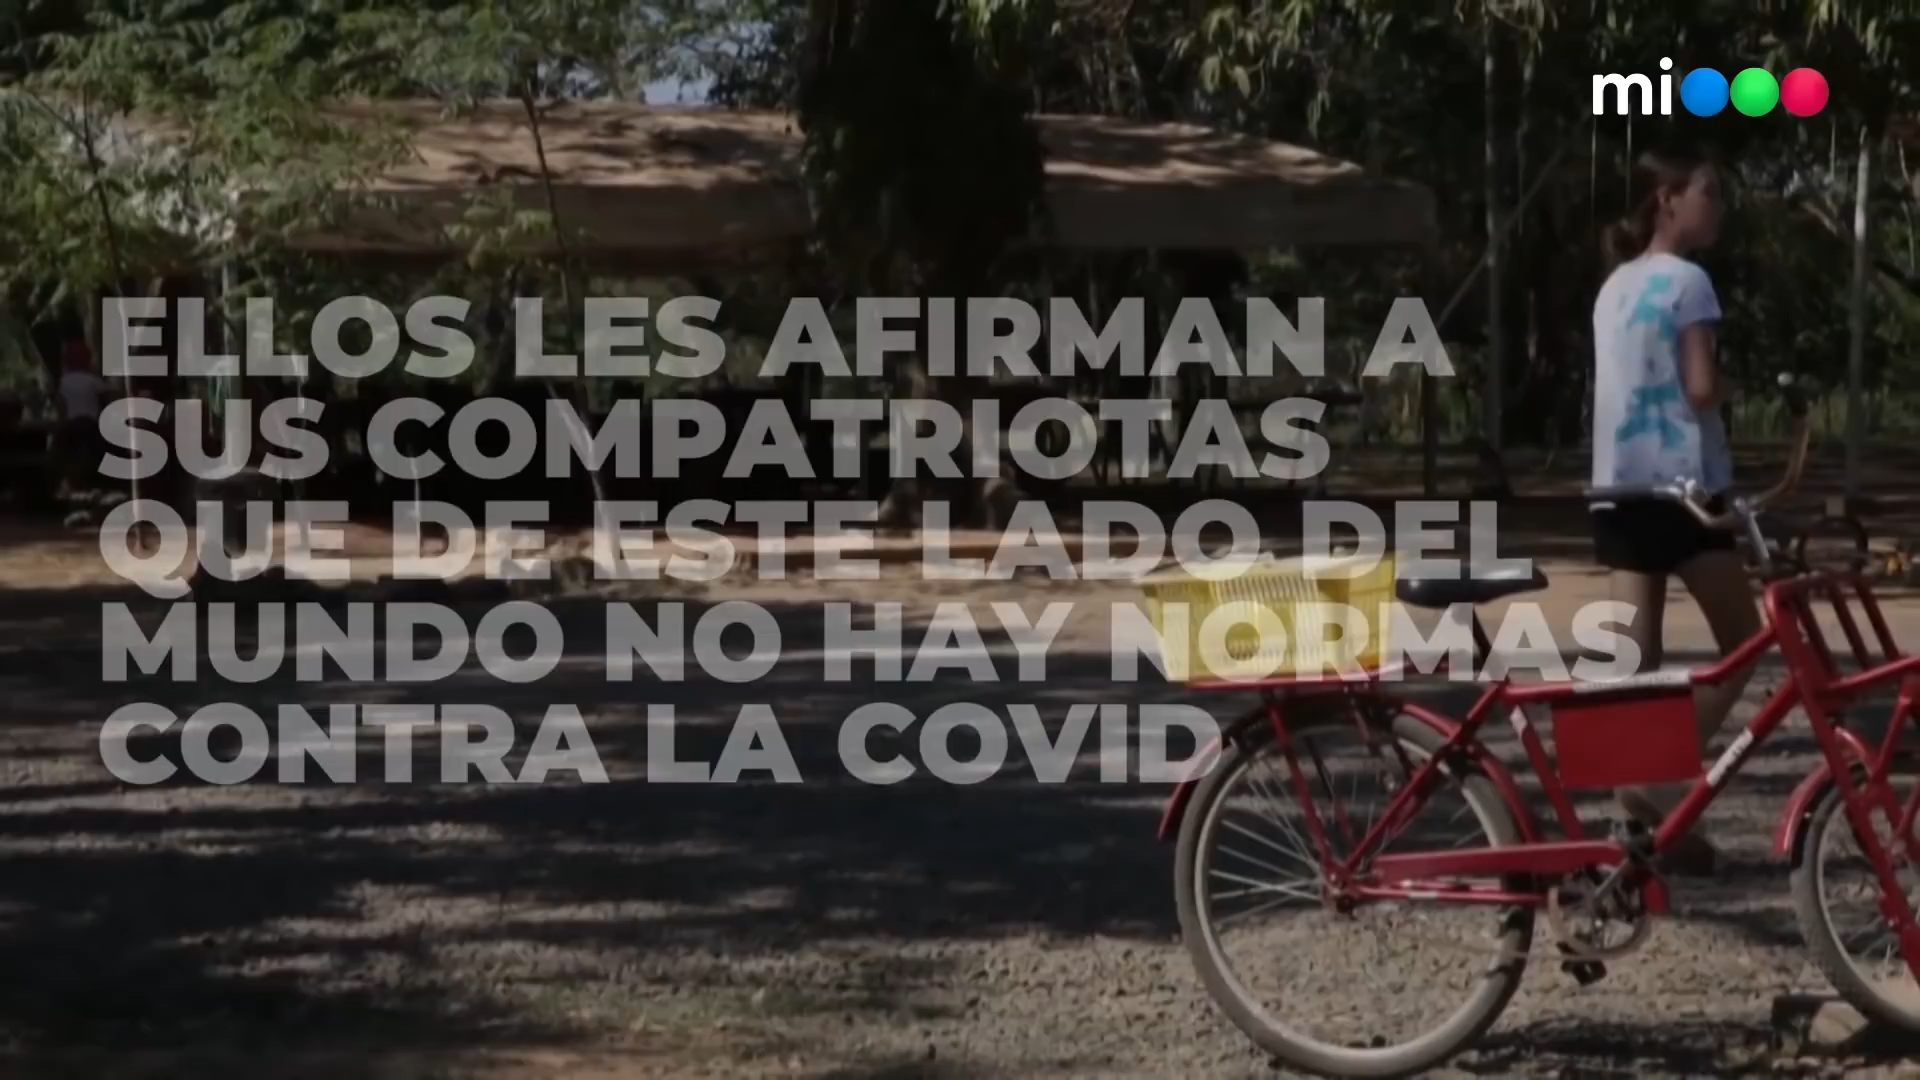 mi
ELLOS LES AFIRMAN A
SUS COMPATRIOTAS
QUE DE ESTE LADO DEL
MUNDO NO HAY NORMAS
CONTRA LA COVID